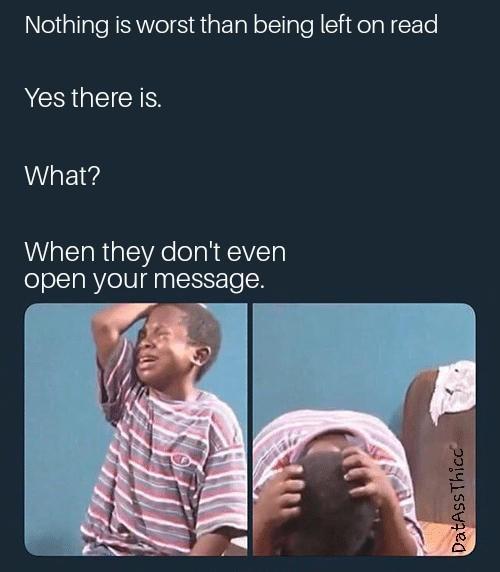 Nothing is worst than being left on read
Yes there is.
What?
When they don't even
open your message.
DatAssThicc